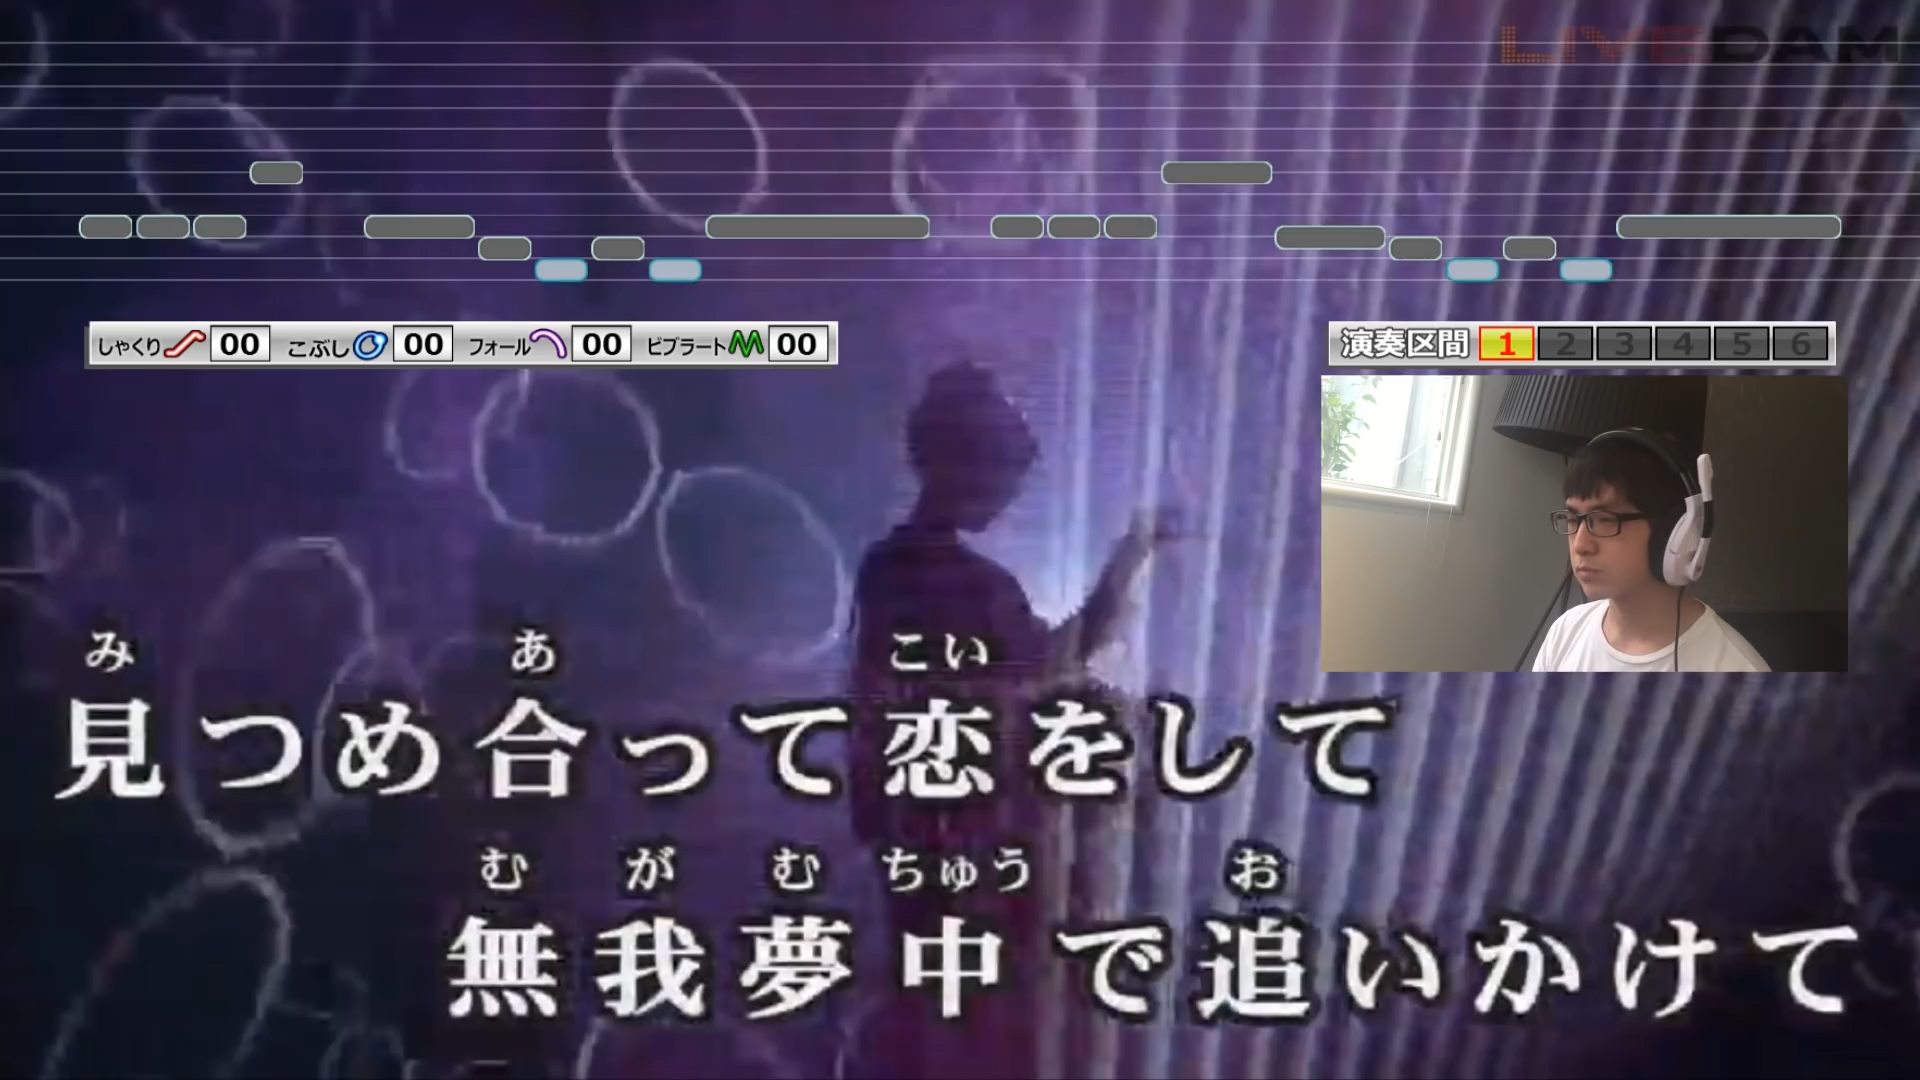 LIVEDAM
しゃくり 00 こぶし 00 フォール 00 ビブラート 00
演奏区間 1 2 3 4 5 6
み あ こい
見つめ合って恋をして
む が む ちゅう お
無我夢中で追いかけて